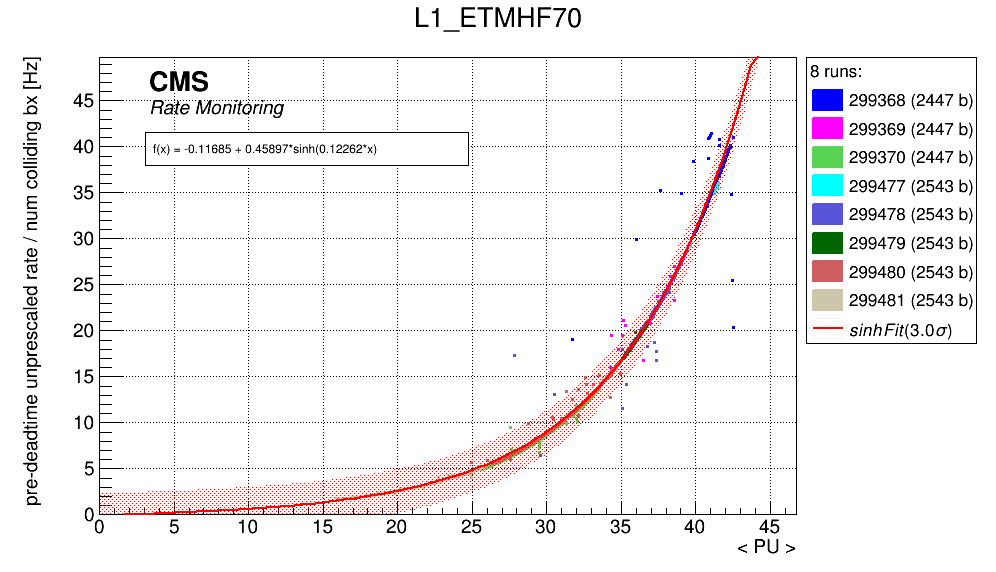 L1_ETMHF70
pre-deadtime unprescaled rate / num colliding bx [Hz]
CMS
Rate Monitoring
f(x) = -0.11685 + 0.45897*sinh(0.12262*x)
45
40
35
30
25
20
15
10
5
0
0 5 10 15 20 25 30 35 40 45
< PU >
8 runs:
299368 (2447 b)
299369 (2447 b)
299370 (2447 b)
299477 (2543 b)
299478 (2543 b)
299479 (2543 b)
299480 (2543 b)
299481 (2543 b)
sinhFit(3.0σ)